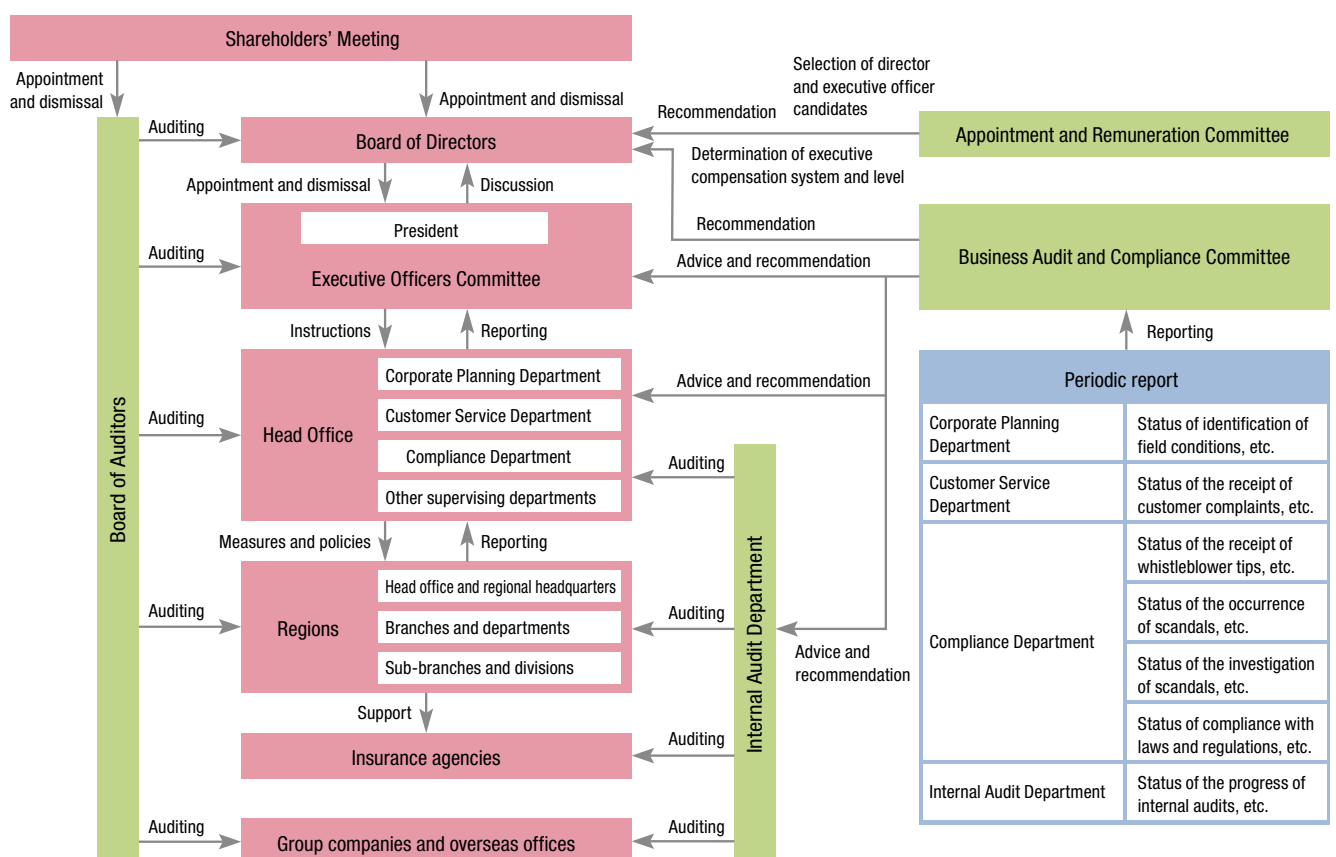 Shareholders’ Meeting
Appointment
and dismissal
Appointment and dismissal
Selection of director
and executive officer
candidates
Recommendation
Auditing
Board of Directors
Appointment and Remuneration Committee
Determination of executive
compensation system and level
Appointment and dismissal
Discussion
Recommendation
President
Auditing
Executive Officers Committee
Advice and recommendation
Business Audit and Compliance Committee
Instructions
Reporting
Reporting
Board of Auditors
Auditing
Head Office
Corporate Planning Department
Customer Service Department
Compliance Department
Other supervising departments
Advice and recommendation
Auditing
Internal Audit Department
Measures and policies
Reporting
Auditing
Regions
Head office and regional headquarters
Branches and departments
Sub-branches and divisions
Auditing
Advice and
recommendation
Support
Insurance agencies
Auditing
Auditing
Group companies and overseas offices
Auditing
Periodic report
Corporate Planning
Department
Status of identification of
field conditions, etc.
Customer Service
Department
Status of the receipt of
customer complaints, etc.
Compliance Department
Status of the receipt of
whistleblower tips, etc.
Status of the occurrence
of scandals, etc.
Status of the investigation
of scandals, etc.
Status of compliance with
laws and regulations, etc.
Internal Audit Department
Status of the progress of
internal audits, etc.